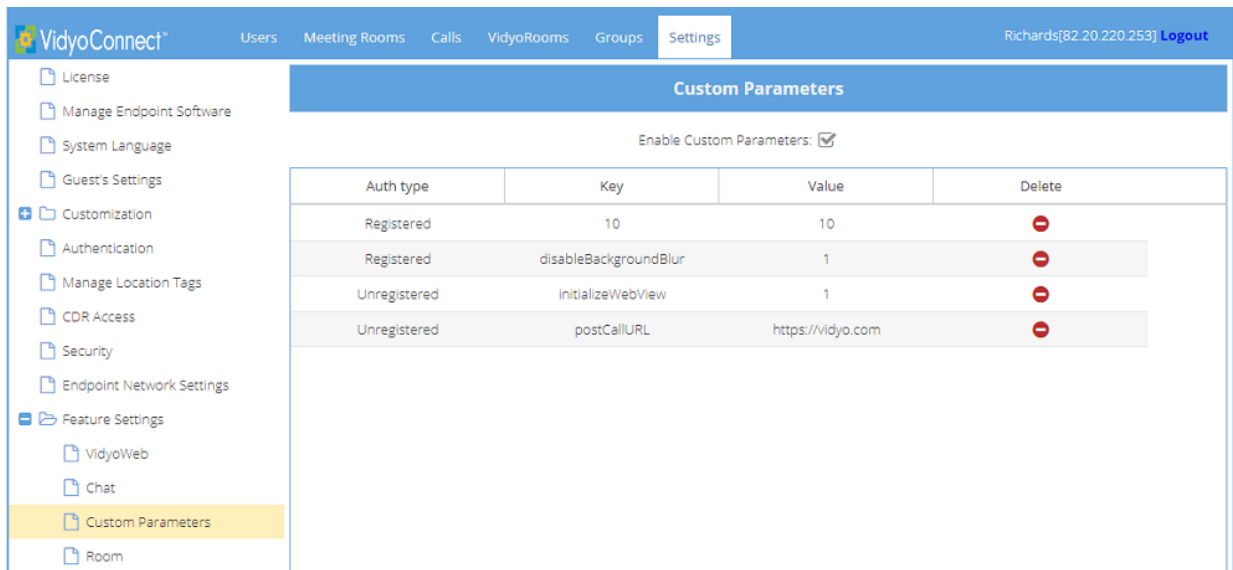 VidyoConnect™ Users Meeting Rooms Calls VidyoRooms Groups Settings Richards[82.20.220.253] Logout
License
Manage Endpoint Software
System Language
Guest's Settings
Customization
Authentication
Manage Location Tags
CDR Access
Security
Endpoint Network Settings
Feature Settings
VidyoWeb
Chat
Custom Parameters
Room
Custom Parameters
Enable Custom Parameters:
Auth type Key Value Delete
Registered 10 10
Registered disableBackgroundBlur 1
Unregistered initializeWebView 1
Unregistered postCallURL https://vidyo.com